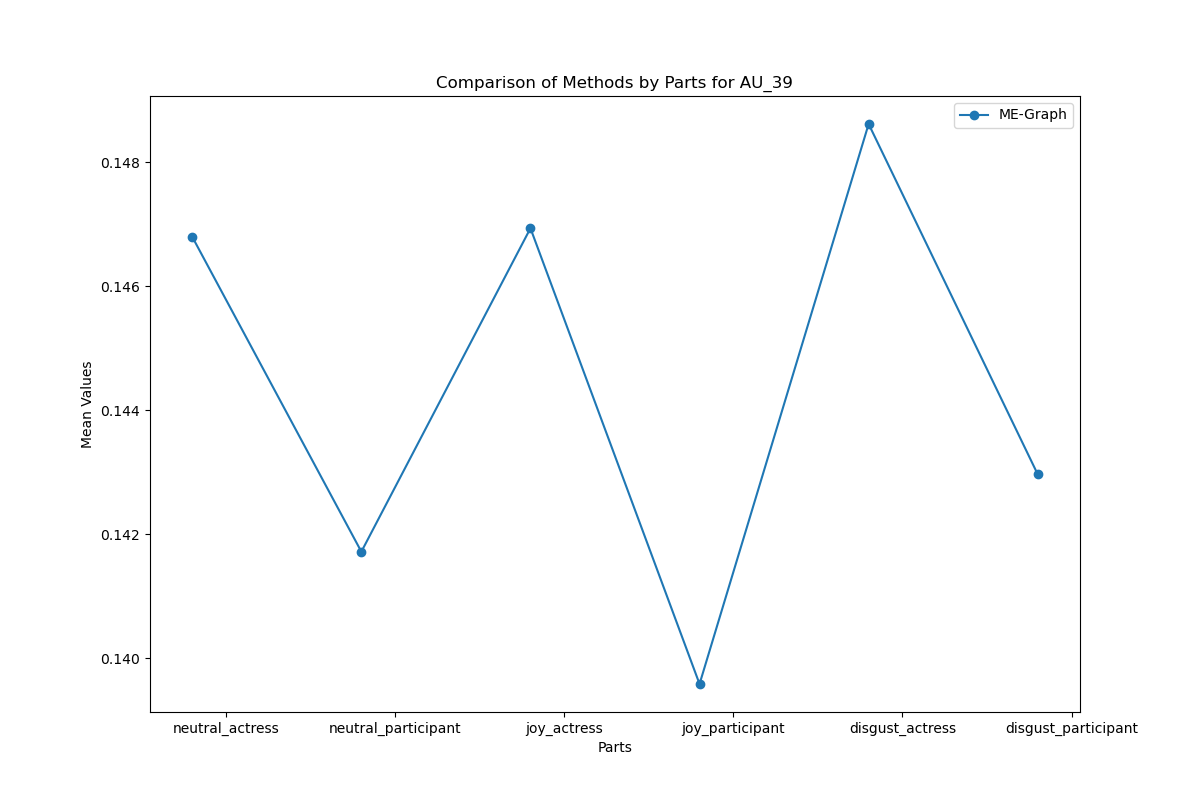 Comparison of Methods by Parts for AU_39
ME-Graph
0.148
0.146
0.144
0.142
0.140
Mean Values
neutral_actress neutral_participant joy_actress joy_participant disgust_actress disgust_participant
Parts